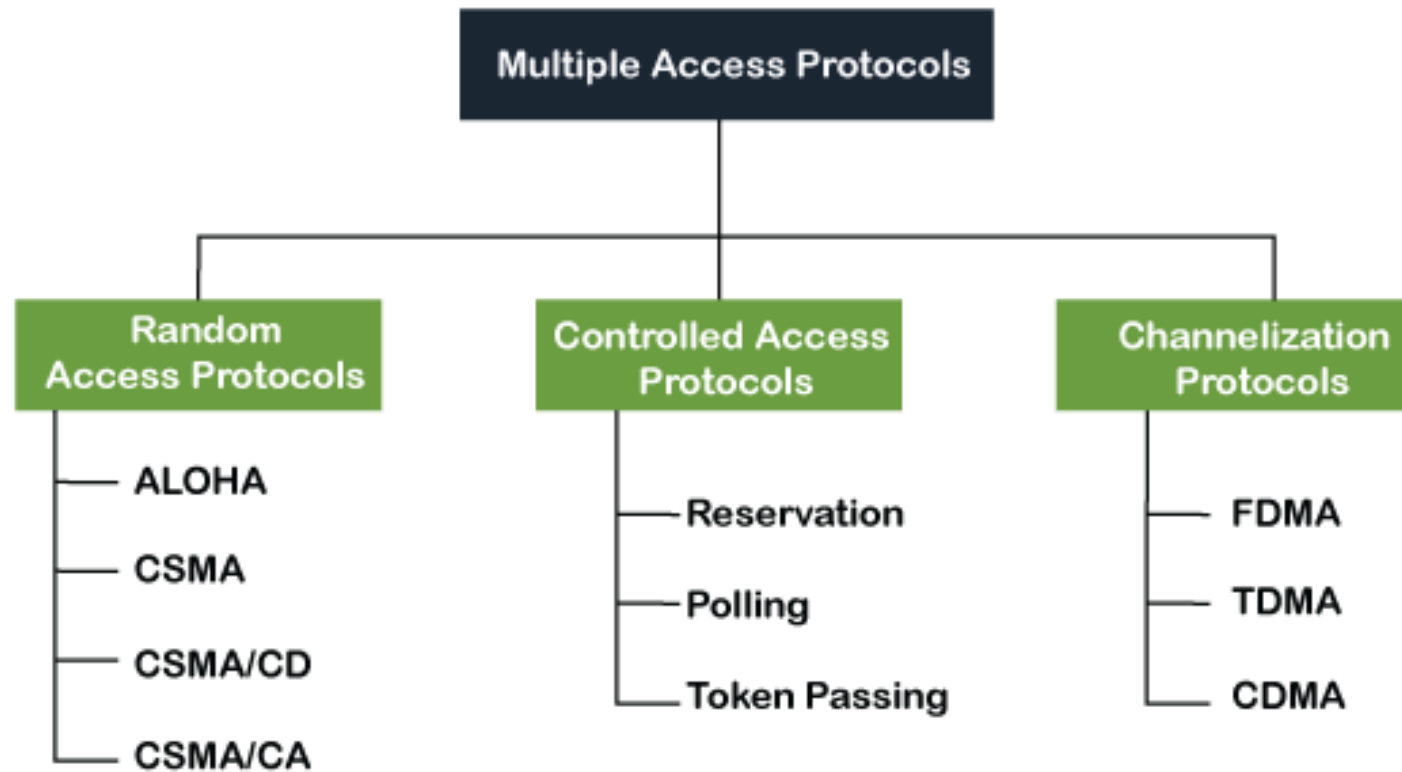 Multiple Access Protocols
Random
Access Protocols
ALOHA
CSMA
CSMA/CD
CSMA/CA
Controlled Access
Protocols
Reservation
Polling
Token Passing
Channelization
Protocols
FDMA
TDMA
CDMA